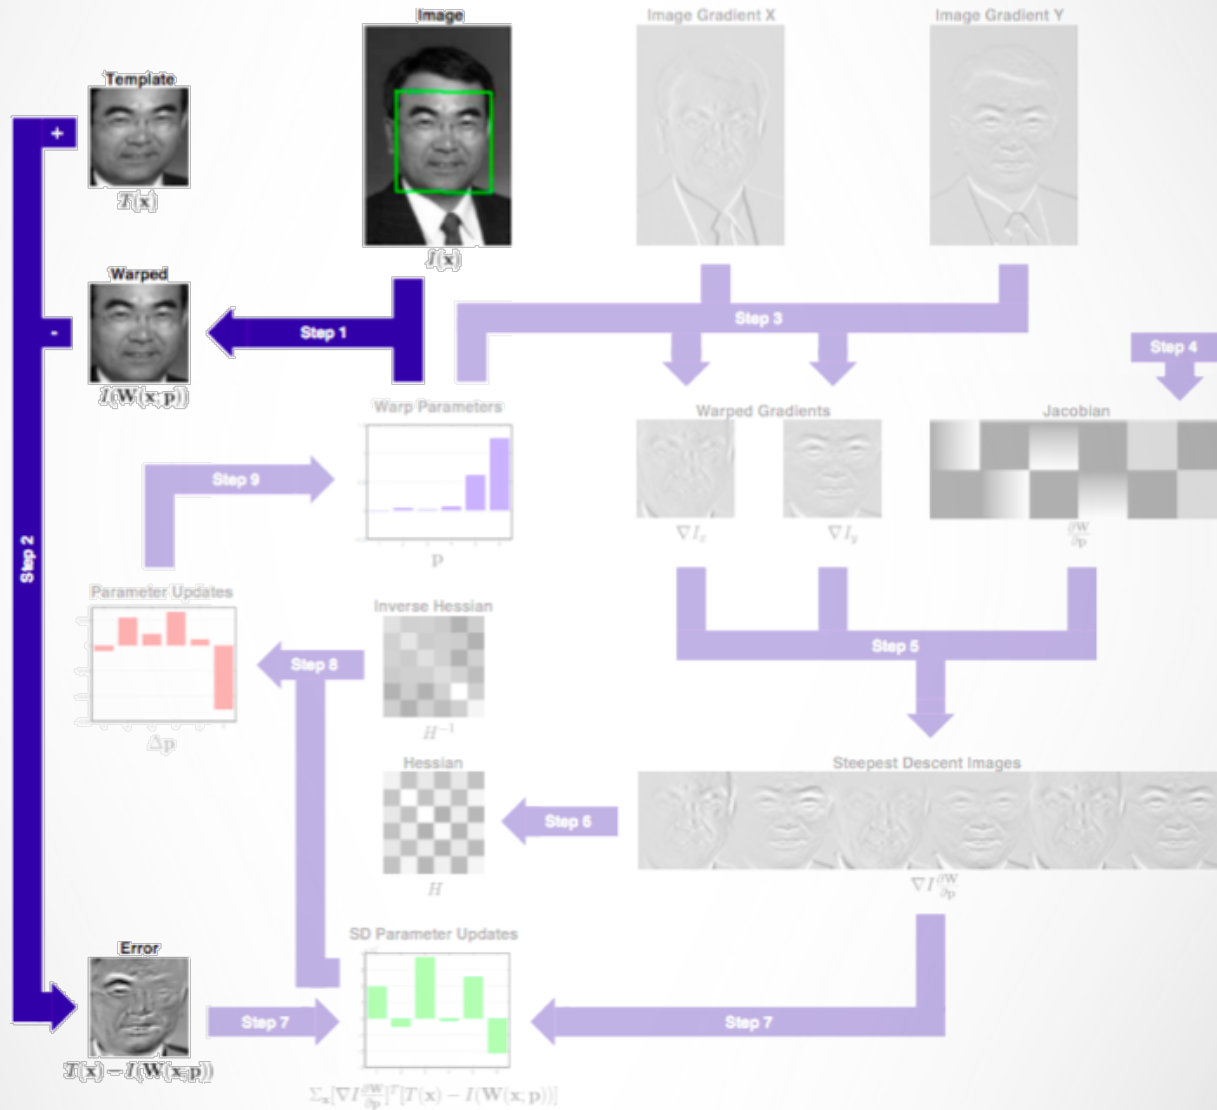 Image
Image Gradient X
Image Gradient Y
Template
+
T(x)
I(x)
Warped
-
Step 1
Step 3
Step 4
I(W(x; p))
Warp Parameters
Warped Gradients
Jacobian
Step 9
∇I_x
∇I_y
∂W/∂p
p
Step 2
Parameter Updates
Inverse Hessian
Step 5
Step 8
H⁻¹
Δp
Hessian
Steepest Descent Images
Step 6
H
∇I ∂W/∂p
SD Parameter Updates
Error
Step 7
Step 7
T(x) − I(W(x; p))
Σ_x[∇I ∂W/∂p]^T[T(x) − I(W(x; p))]